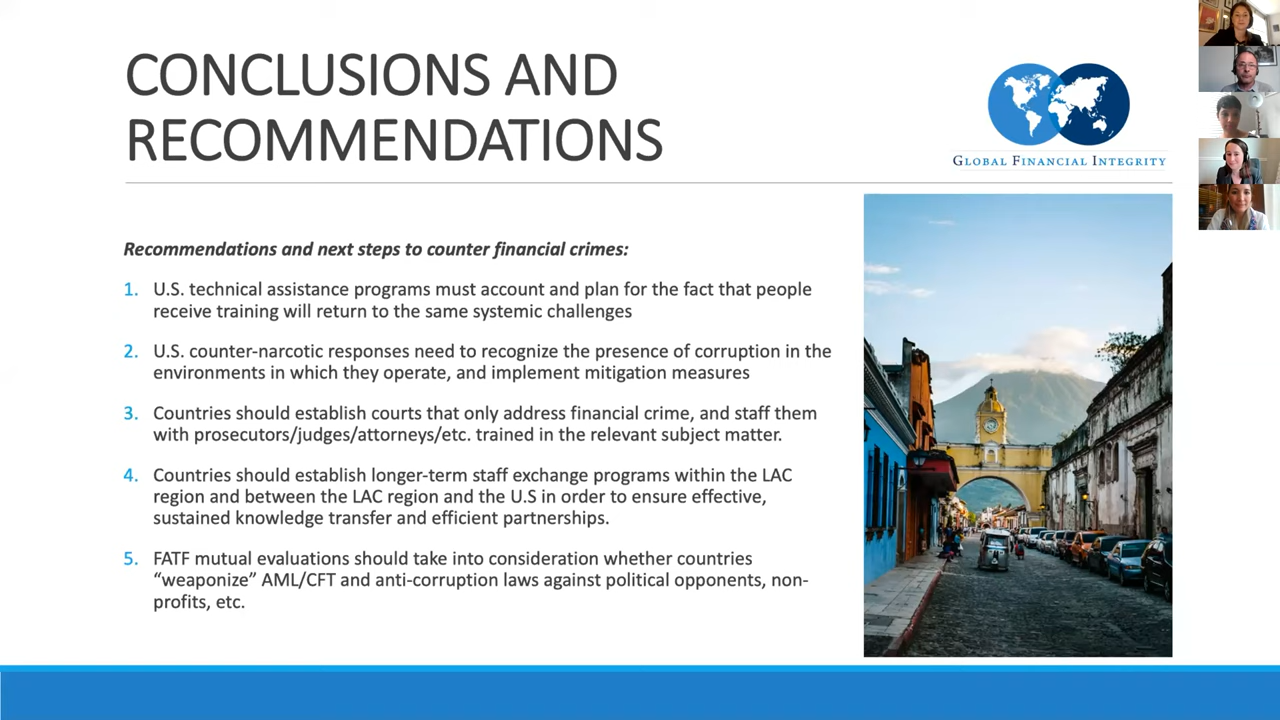 CONCLUSIONS AND
RECOMMENDATIONS
GLOBAL FINANCIAL INTEGRITY
Recommendations and next steps to counter financial crimes:
1. U.S. technical assistance programs must account and plan for the fact that people
receive training will return to the same systemic challenges
2. U.S. counter-narcotic responses need to recognize the presence of corruption in the
environments in which they operate, and implement mitigation measures
3. Countries should establish courts that only address financial crime, and staff them
with prosecutors/judges/attorneys/etc. trained in the relevant subject matter.
4. Countries should establish longer-term staff exchange programs within the LAC
region and between the LAC region and the U.S in order to ensure effective,
sustained knowledge transfer and efficient partnerships.
5. FATF mutual evaluations should take into consideration whether countries
“weaponize” AML/CFT and anti-corruption laws against political opponents, non-
profits, etc.